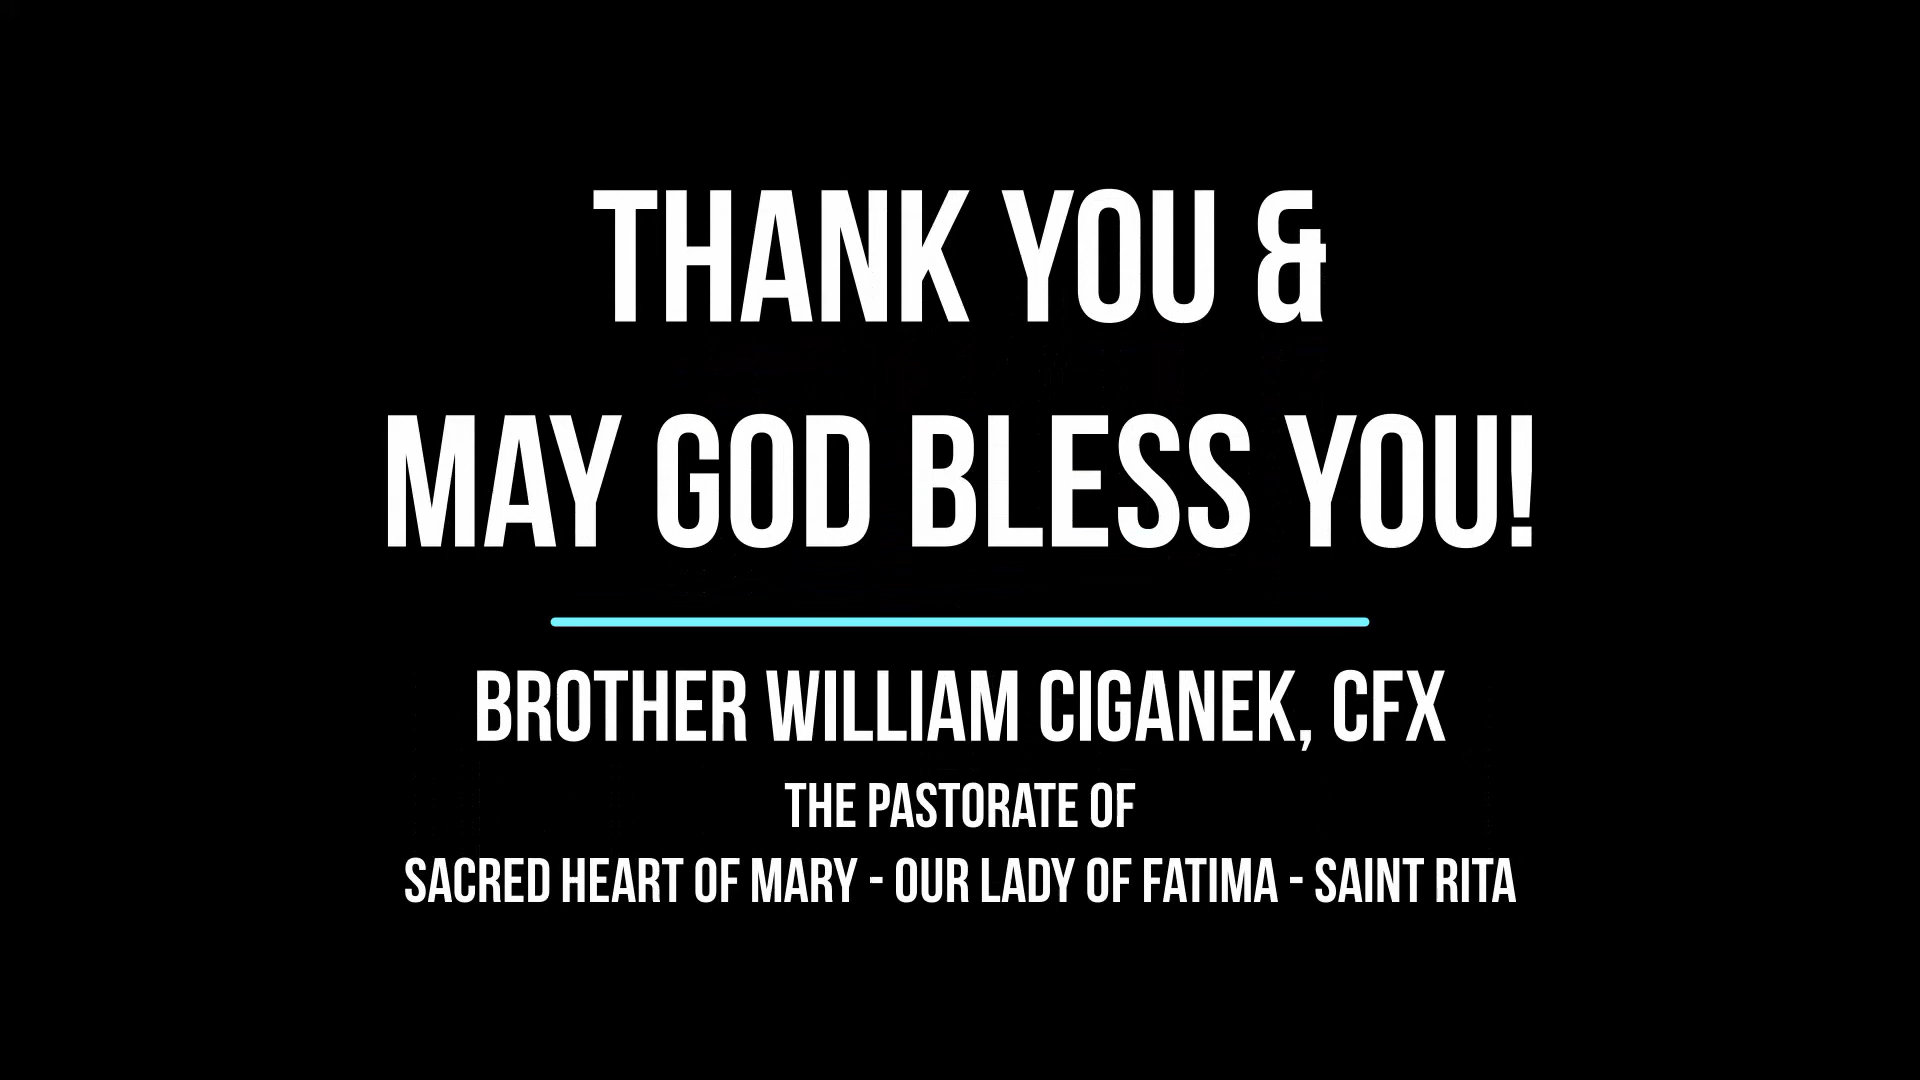 THANK YOU &
MAY GOD BLESS YOU!
BROTHER WILLIAM CIGANEK, CFX
THE PASTORATE OF
SACRED HEART OF MARY - OUR LADY OF FATIMA - SAINT RITA